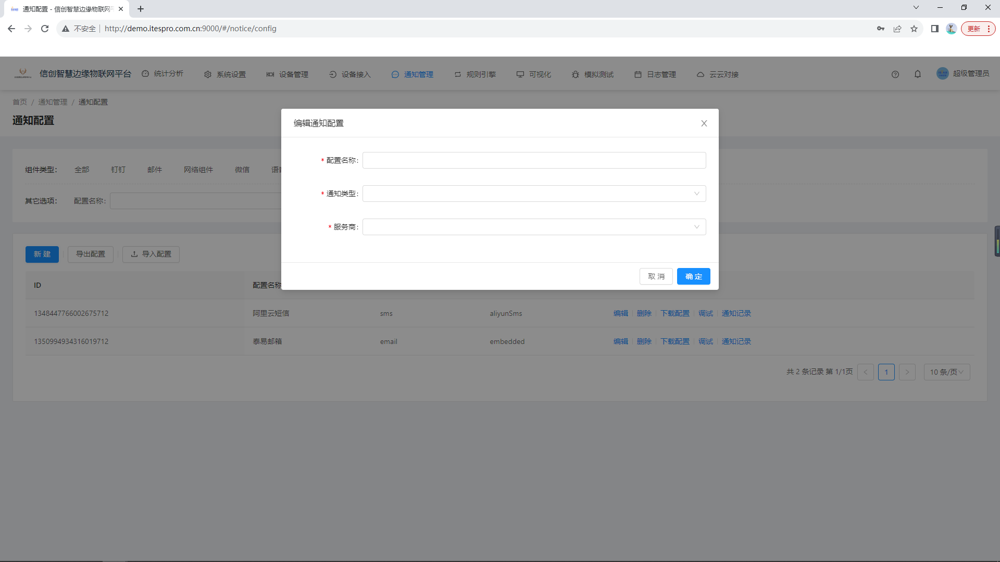 通知配置 - 信创智慧边缘物联网平
不安全 http://demo.itespro.com.cn:9000/#/notice/config 更新
信创智慧边缘物联网平台 统计分析 系统设置 设备管理 设备接入 通知管理 规则引擎 可视化 模拟测试 日志管理 云云对接 超级管理员
首页 / 通知管理 / 通知配置
通知配置
编辑通知配置
* 配置名称:
* 通知类型:
* 服务商:
取 消 确 定
组件类型: 全部 钉钉 邮件 网络组件 微信 语音
其它选项: 配置名称:
新 建 导出配置 导入配置
ID 配置名称
1348447766002675712 阿里云短信 sms aliyunSms 编辑 删除 下载配置 调试 通知记录
1350994934316019712 泰易邮箱 email embedded 编辑 删除 下载配置 调试 通知记录
共 2 条记录 第 1/1页 < 1 > 10 条/页